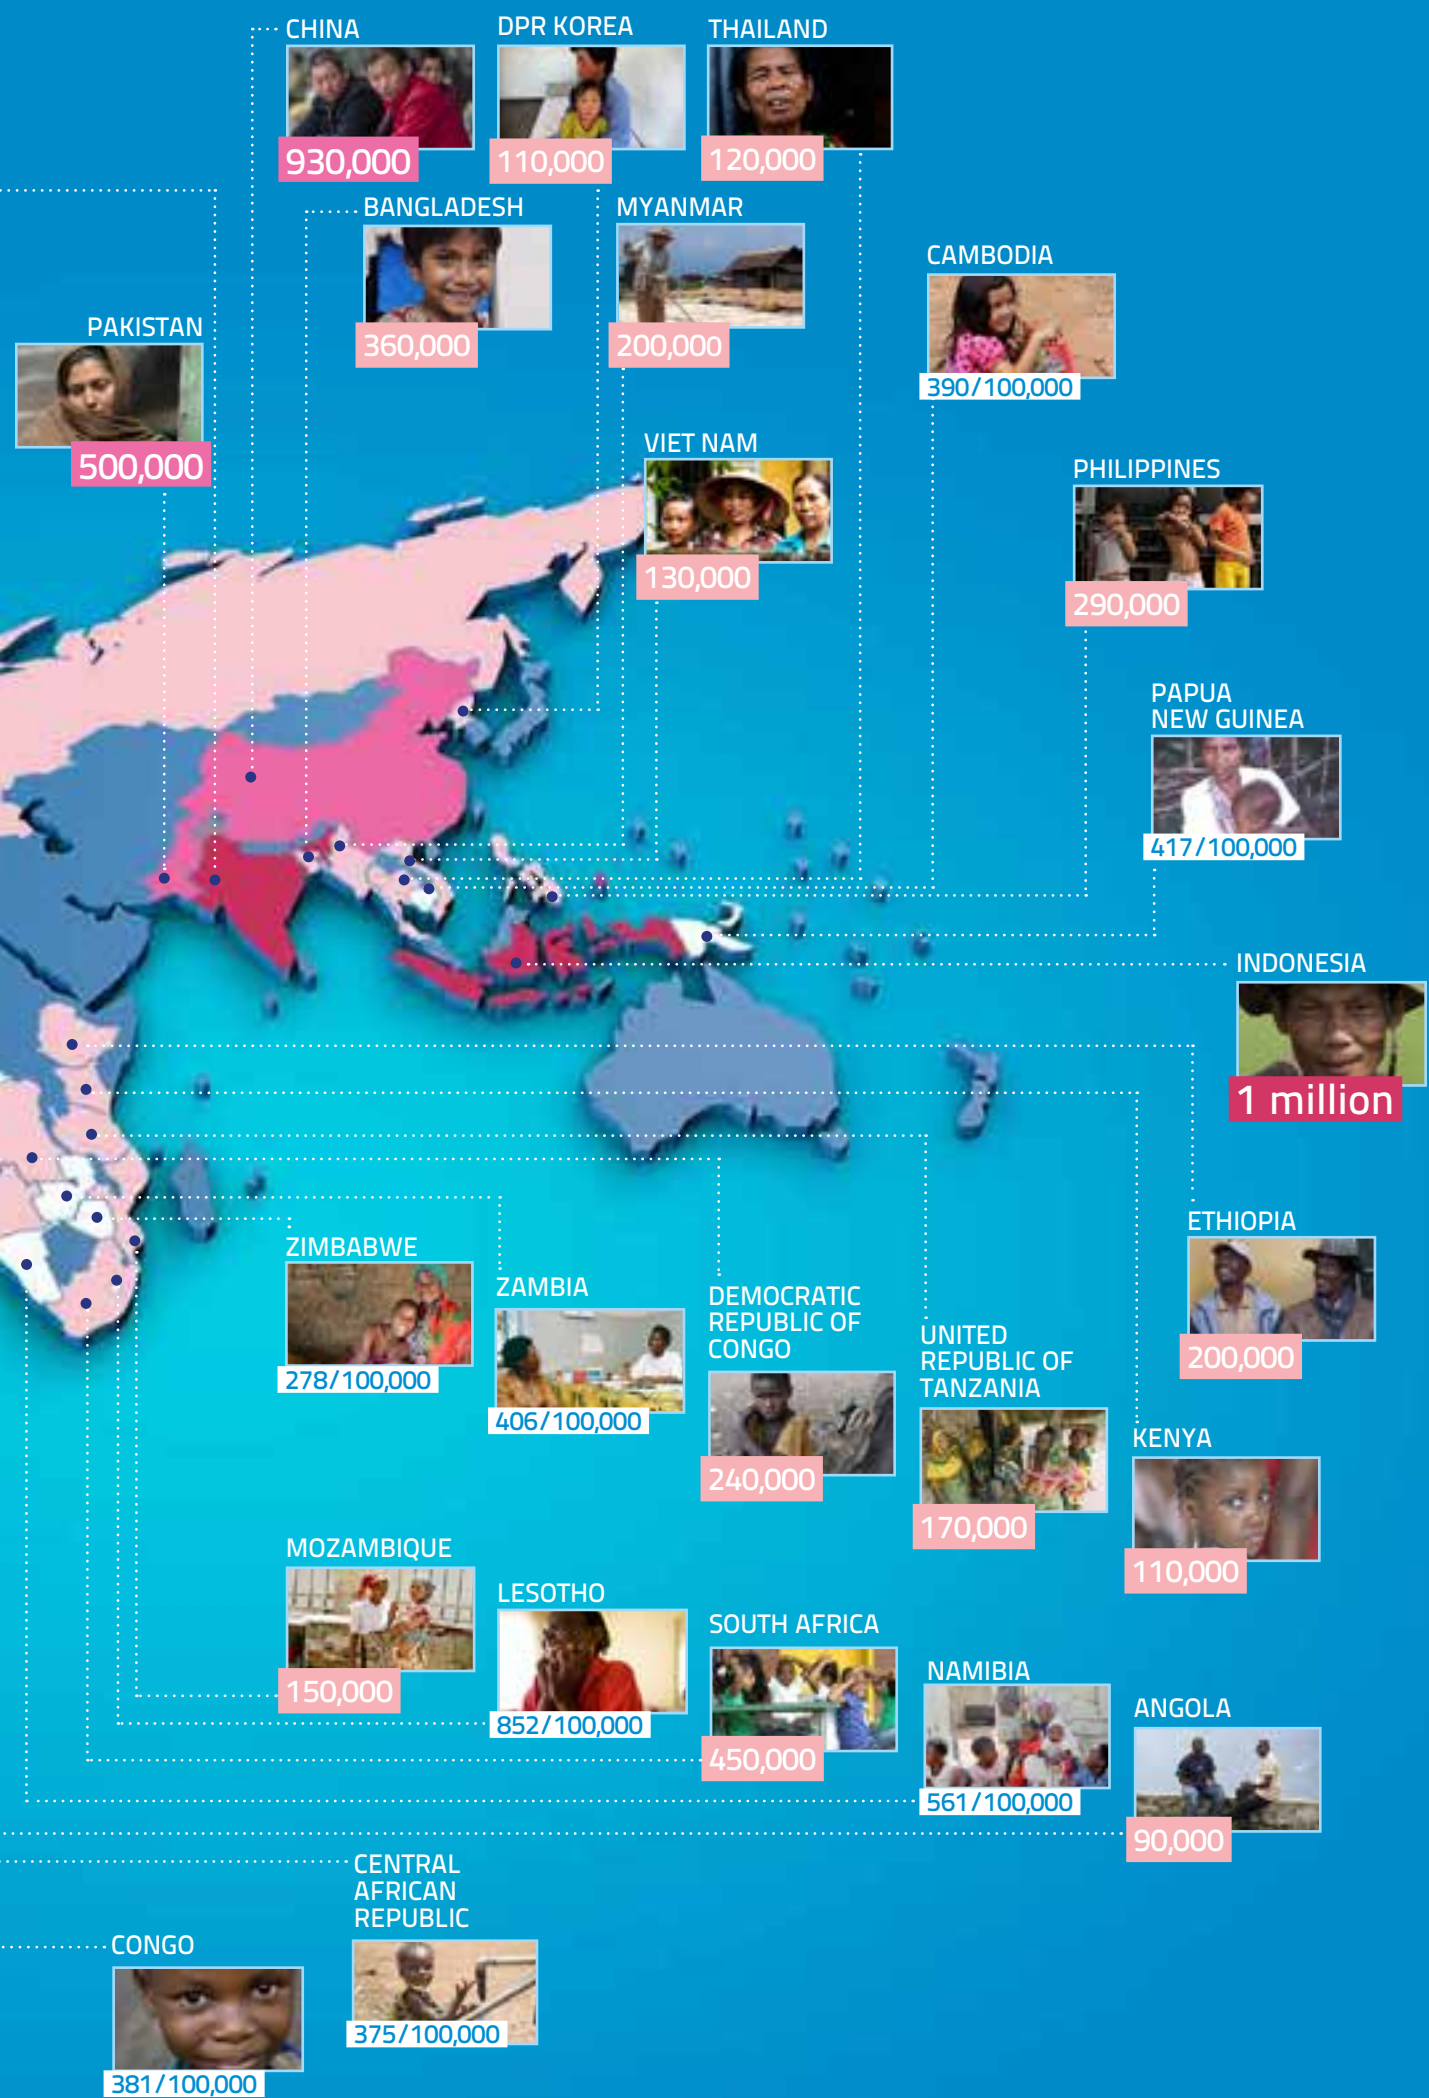 CHINA
930,000
DPR KOREA
110,000
THAILAND
120,000
BANGLADESH
360,000
MYANMAR
200,000
CAMBODIA
390/100,000
PAKISTAN
500,000
VIET NAM
130,000
PHILIPPINES
290,000
PAPUA
NEW GUINEA
417/100,000
INDONESIA
1 million
ETHIOPIA
200,000
ZIMBABWE
278/100,000
ZAMBIA
406/100,000
DEMOCRATIC
REPUBLIC OF
CONGO
240,000
UNITED
REPUBLIC OF
TANZANIA
170,000
KENYA
110,000
MOZAMBIQUE
150,000
LESOTHO
852/100,000
SOUTH AFRICA
450,000
NAMIBIA
561/100,000
ANGOLA
90,000
CENTRAL
AFRICAN
REPUBLIC
375/100,000
CONGO
381/100,000